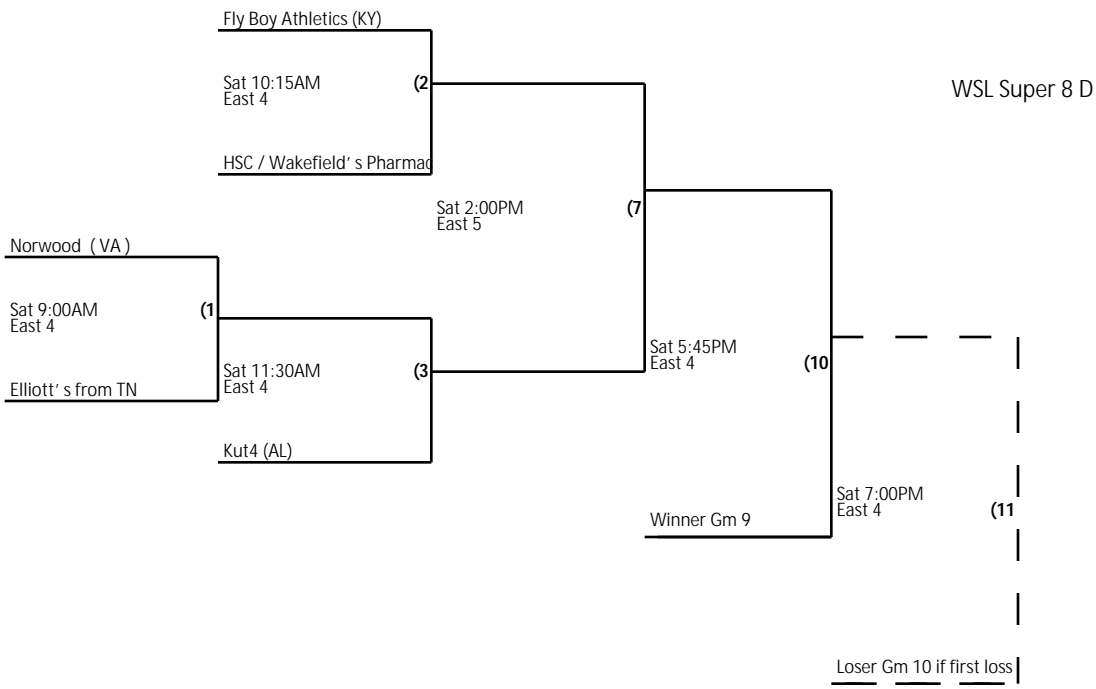 Fly Boy Athletics (KY)
Sat 10:15AM
East 4
(2
WSL Super 8 D
HSC / Wakefield's Pharmac
Sat 2:00PM
East 5
(7
Norwood (VA)
Sat 9:00AM
East 4
(1
Sat 11:30AM
East 4
(3
Sat 5:45PM
East 4
(10
Elliott's from TN
Kut4 (AL)
Winner Gm 9
Sat 7:00PM
East 4
(11
Loser Gm 10 if first loss